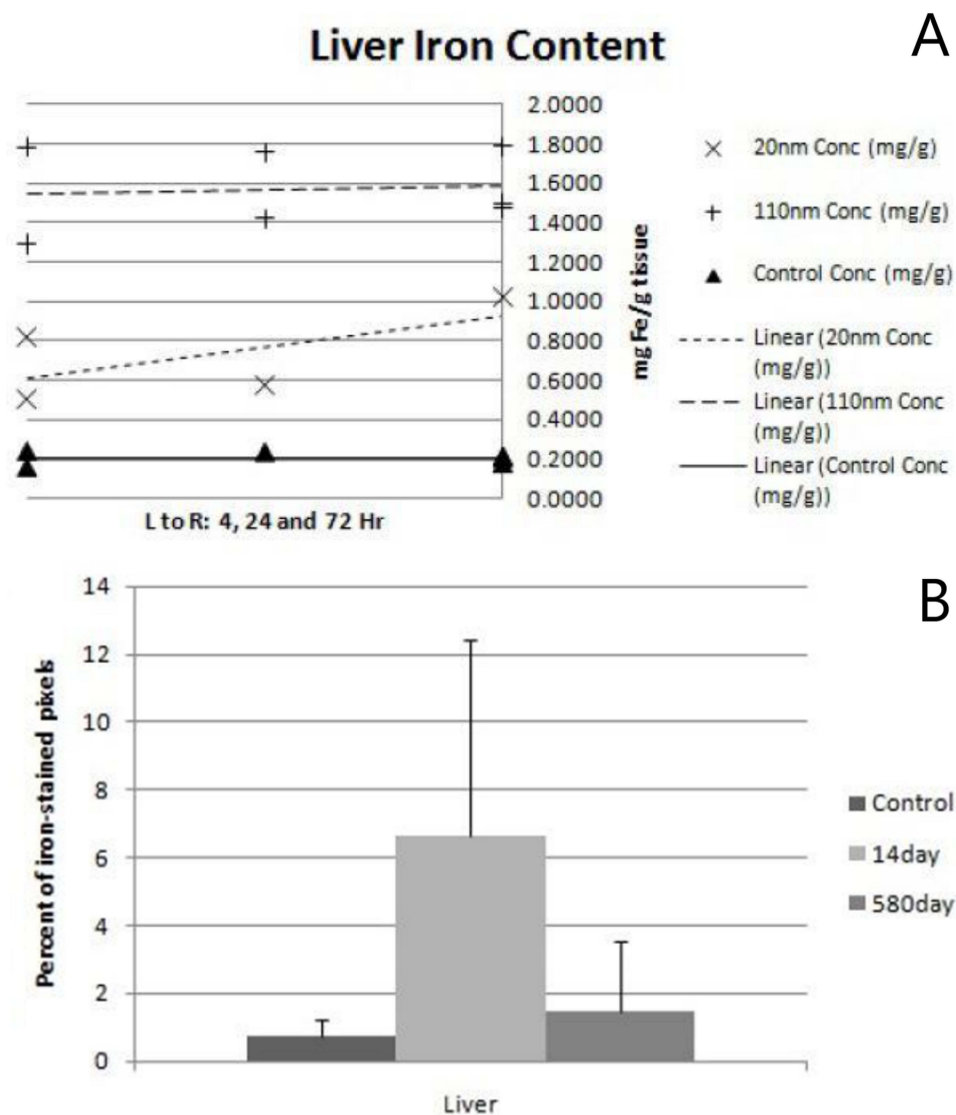 Liver Iron Content
A
2.0000
1.8000
1.6000
1.4000
1.2000
1.0000
0.8000
0.6000
0.4000
0.2000
0.0000
mg Fe/g tissue
L to R: 4, 24 and 72 Hr
20nm Conc (mg/g)
110nm Conc (mg/g)
Control Conc (mg/g)
Linear (20nm Conc
(mg/g))
Linear (110nm Conc
(mg/g))
Linear (Control Conc
(mg/g))
B
Percent of iron-stained pixels
14
12
10
8
6
4
2
0
Liver
Control
14day
580day